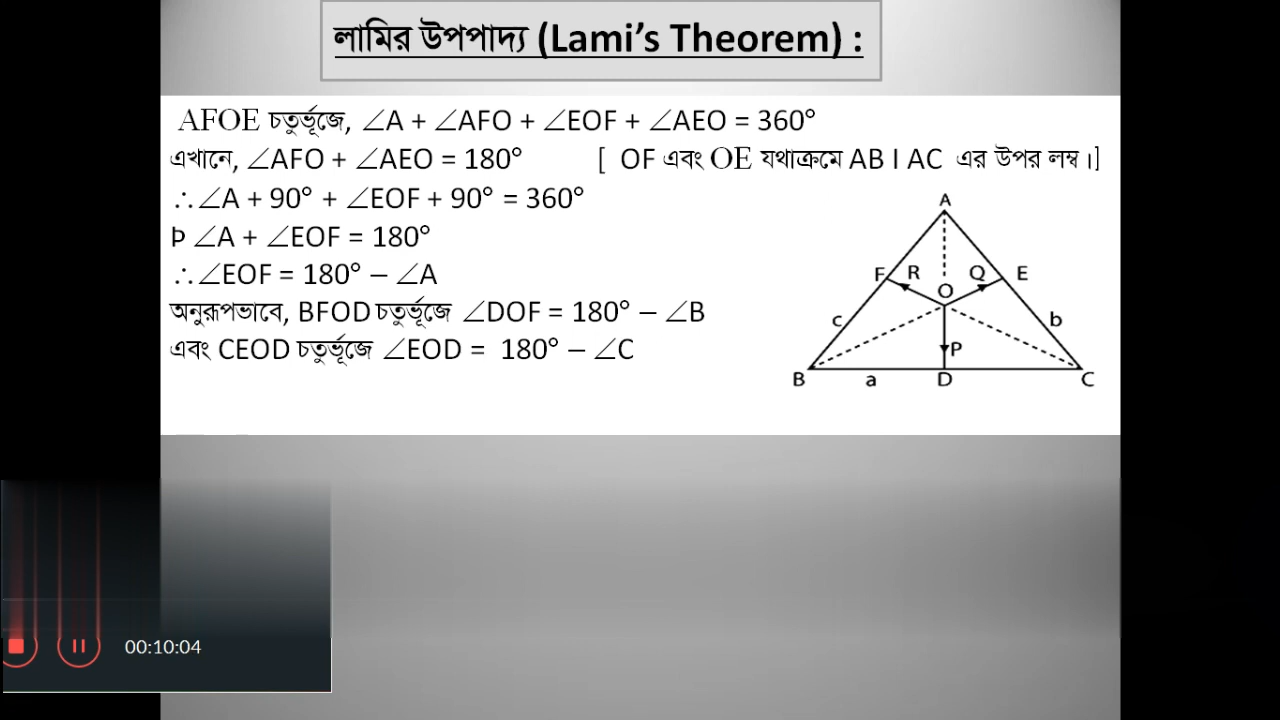 লামির উপপাদ্য (Lami’s Theorem) :
AFOE চতুর্ভূজে, ∠A + ∠AFO + ∠EOF + ∠AEO = 360°
এখানে, ∠AFO + ∠AEO = 180° [ OF এবং OE যথাক্রমে AB I AC এর উপর লম্ব।]
∴∠A + 90° + ∠EOF + 90° = 360°
Þ ∠A + ∠EOF = 180°
∴∠EOF = 180° – ∠A
অনুরূপভাবে, BFOD চতুর্ভূজে ∠DOF = 180° – ∠B
এবং CEOD চতুর্ভূজে ∠EOD = 180° – ∠C
A
F R Q E
O
c b
P
B a D C
00:10:04